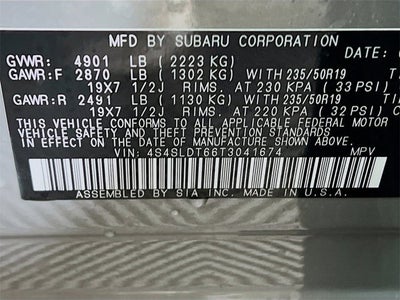 MFD BY SUBARU CORPORATION DATE:
GVWR: 4901 LB (2223 KG)
GAWR:F 2870 LB (1302 KG) WITH 235/50R19
19X7 1/2J RIMS. AT 230 KPA (33 PSI)
GAWR:R 2491 LB (1130 KG) WITH 235/50R19
19X7 1/2J RIMS. AT 220 KPA (32 PSI)
THIS VEHICLE CONFORMS TO ALL APPLICABLE FEDERAL MOTOR
VEHICLE SAFETY, BUMPER, AND THEFT PREVENTION STANDARDS
IN EFFECT ON THE DATE OF MANUFACTURE SHOWN ABOVE.
VIN: 4S4SLDT66T3041674 MPV
ASSEMBLED BY SIA INC. MADE IN U.S.A.